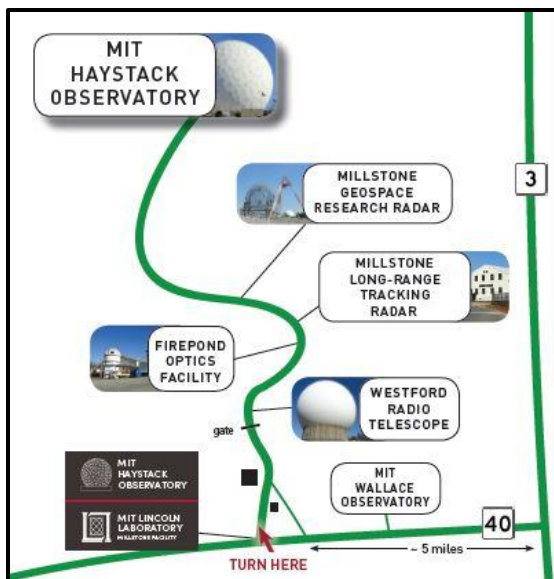 MIT
HAYSTACK
OBSERVATORY
3
MILLSTONE
GEOSPACE
RESEARCH RADAR
MILLSTONE
LONG-RANGE
TRACKING
RADAR
FIREPOND
OPTICS
FACILITY
WESTFORD
RADIO
TELESCOPE
gate
MIT
HAYSTACK
OBSERVATORY
MIT LINCOLN
LABORATORY
MILLSTONE FACILITY
MIT
WALLACE
OBSERVATORY
40
~ 5 miles
TURN HERE